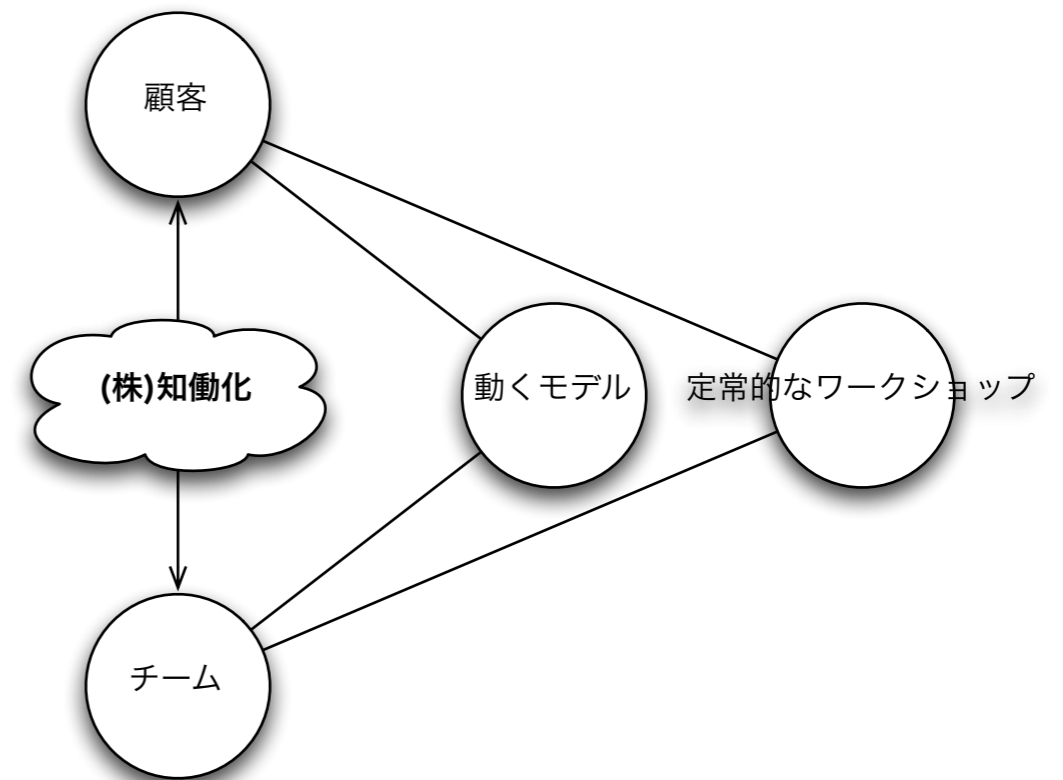 顧客
(株)知働化
動くモデル
定常的なワークショップ
チーム